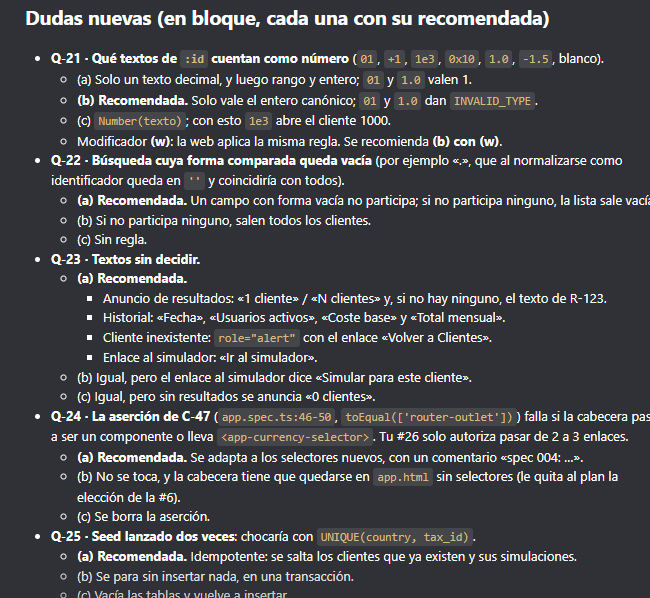 Dudas nuevas (en bloque, cada una con su recomendada)
Q-21 · Qué textos de :id cuentan como número (01, +1, 1e3, 0x10, 1.0, -1.5, blanco).
(a) Solo un texto decimal, y luego rango y entero; 01 y 1.0 valen 1.
(b) Recomendada. Solo vale el entero canónico; 01 y 1.0 dan INVALID_TYPE.
(c) Number(texto); con esto 1e3 abre el cliente 1000.
Modificador (w): la web aplica la misma regla. Se recomienda (b) con (w).
Q-22 · Búsqueda cuya forma comparada queda vacía (por ejemplo «.», que al normalizarse como
identificador queda en '' y coincidiría con todos).
(a) Recomendada. Un campo con forma vacía no participa; si no participa ninguno, la lista sale vacía
(b) Si no participa ninguno, salen todos los clientes.
(c) Sin regla.
Q-23 · Textos sin decidir.
(a) Recomendada.
Anuncio de resultados: «1 cliente» / «N clientes» y, si no hay ninguno, el texto de R-123.
Historial: «Fecha», «Usuarios activos», «Coste base» y «Total mensual».
Cliente inexistente: role="alert" con el enlace «Volver a Clientes».
Enlace al simulador: «Ir al simulador».
(b) Igual, pero el enlace al simulador dice «Simular para este cliente».
(c) Igual, pero sin resultados se anuncia «0 clientes».
Q-24 · La aserción de C-47 (app.spec.ts:46-50, toEqual(['router-outlet'])) falla si la cabecera pas
a ser un componente o lleva <app-currency-selector>. Tu #26 solo autoriza pasar de 2 a 3 enlaces.
(a) Recomendada. Se adapta a los selectores nuevos, con un comentario «spec 004: …».
(b) No se toca, y la cabecera tiene que quedarse en app.html sin selectores (le quita al plan la
elección de la #6).
(c) Se borra la aserción.
Q-25 · Seed lanzado dos veces: chocaría con UNIQUE(country, tax_id).
(a) Recomendada. Idempotente: se salta los clientes que ya existen y sus simulaciones.
(b) Se para sin insertar nada, en una transacción.
(c) Vacía las tablas y vuelve a insertar.